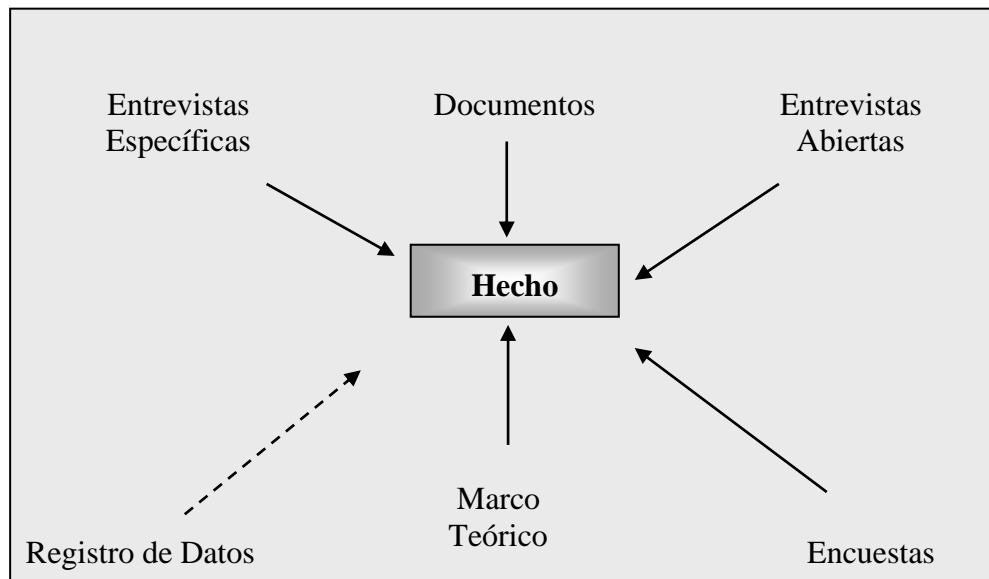 Entrevistas
Específicas
Documentos
Entrevistas
Abiertas
Hecho
Marco
Teórico
Registro de Datos
Encuestas